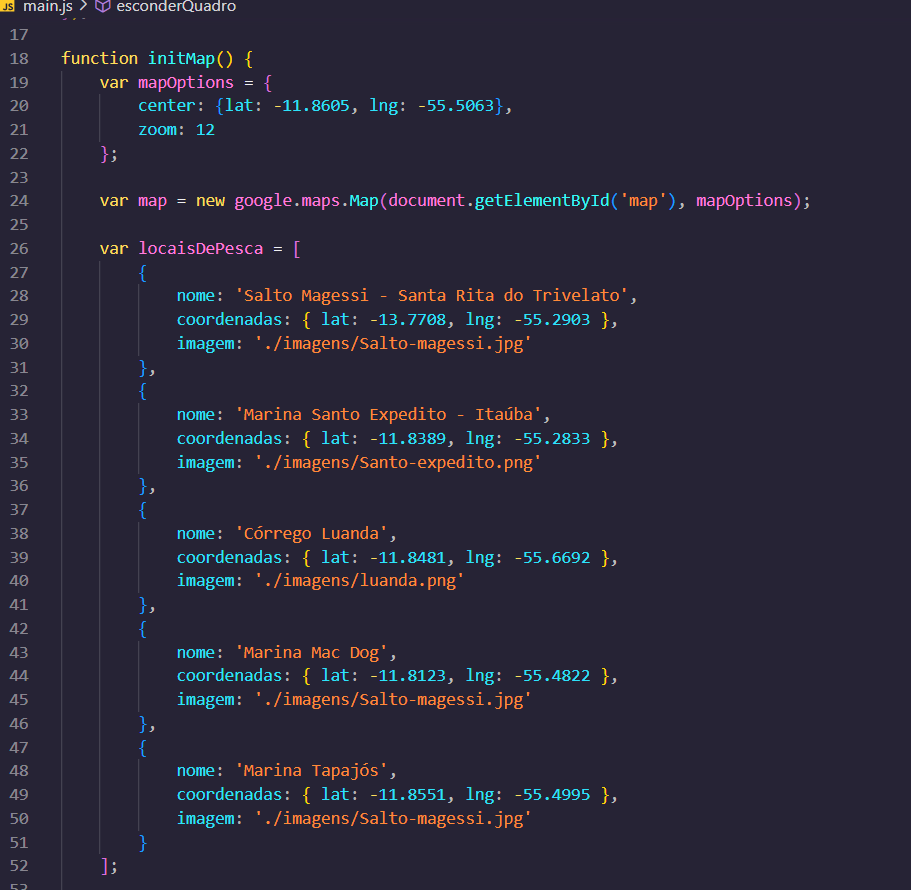 JS main.js > esconderQuadro
17
18 function initMap() {
19 var mapOptions = {
20 center: {lat: -11.8605, lng: -55.5063},
21 zoom: 12
22 };
23
24 var map = new google.maps.Map(document.getElementById('map'), mapOptions);
25
26 var locaisDePesca = [
27 {
28 nome: 'Salto Magessi - Santa Rita do Trivelato',
29 coordenadas: { lat: -13.7708, lng: -55.2903 },
30 imagem: './imagens/Salto-magessi.jpg'
31 },
32 {
33 nome: 'Marina Santo Expedito - Itaúba',
34 coordenadas: { lat: -11.8389, lng: -55.2833 },
35 imagem: './imagens/Santo-expedito.png'
36 },
37 {
38 nome: 'Córrego Luanda',
39 coordenadas: { lat: -11.8481, lng: -55.6692 },
40 imagem: './imagens/luanda.png'
41 },
42 {
43 nome: 'Marina Mac Dog',
44 coordenadas: { lat: -11.8123, lng: -55.4822 },
45 imagem: './imagens/Salto-magessi.jpg'
46 },
47 {
48 nome: 'Marina Tapajós',
49 coordenadas: { lat: -11.8551, lng: -55.4995 },
50 imagem: './imagens/Salto-magessi.jpg'
51 }
52 ];